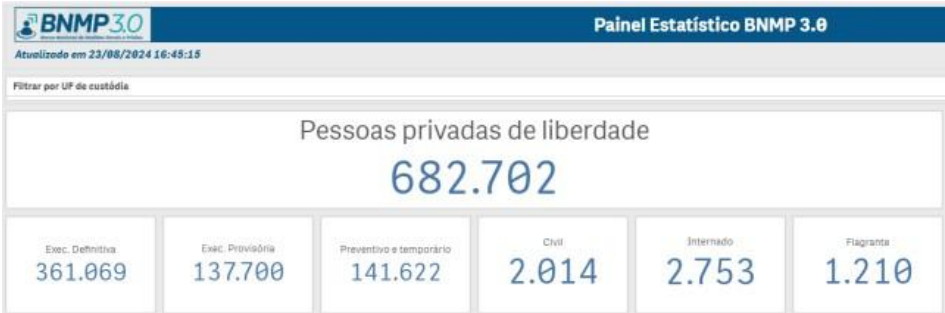 BNMP3.0
Painel Estatístico BNMP 3.0
Atualizado em 23/08/2024 16:45:15
Filtrar por UF de custódia
Pessoas privadas de liberdade
682.702
Exec. Definitiva
361.069
Exec. Provisória
137.700
Preventivo e temporário
141.622
Civil
2.014
Internado
2.753
Flagrante
1.210